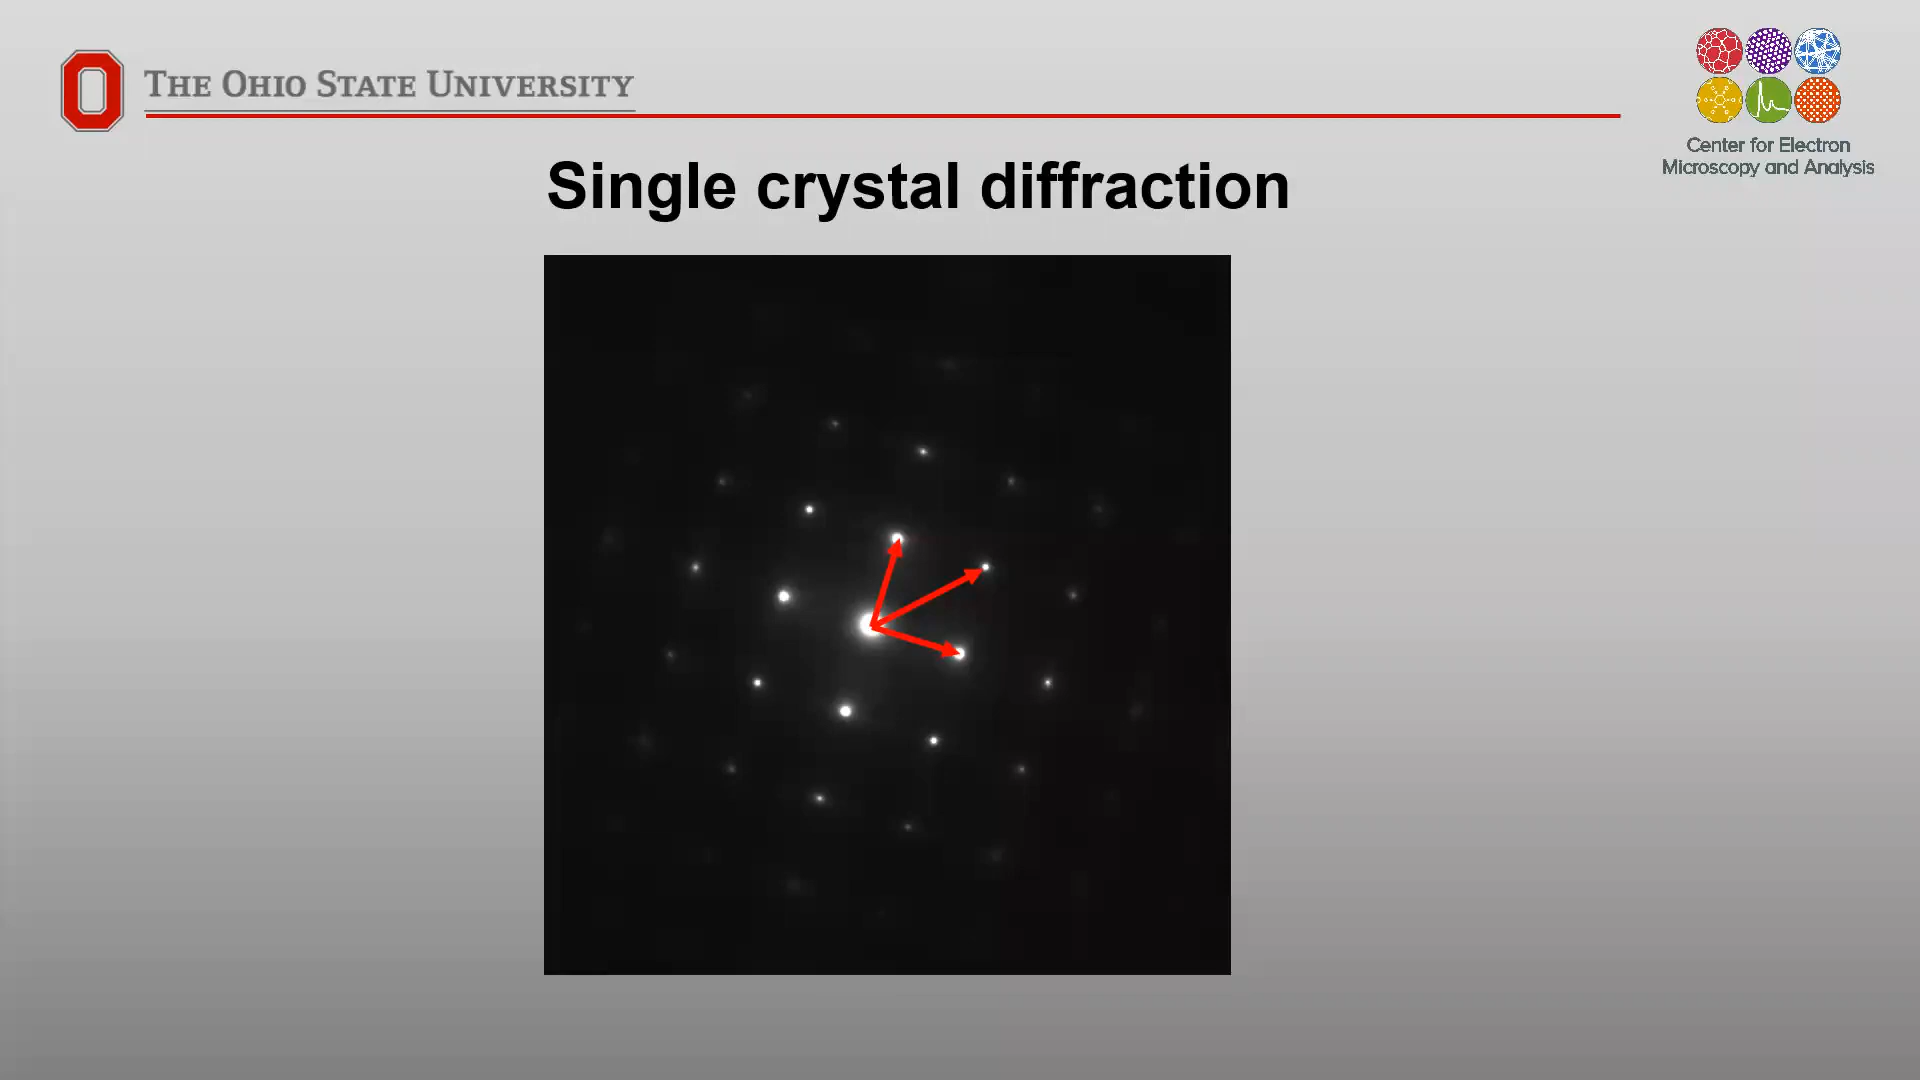 THE OHIO STATE UNIVERSITY
Center for Electron
Microscopy and Analysis
Single crystal diffraction